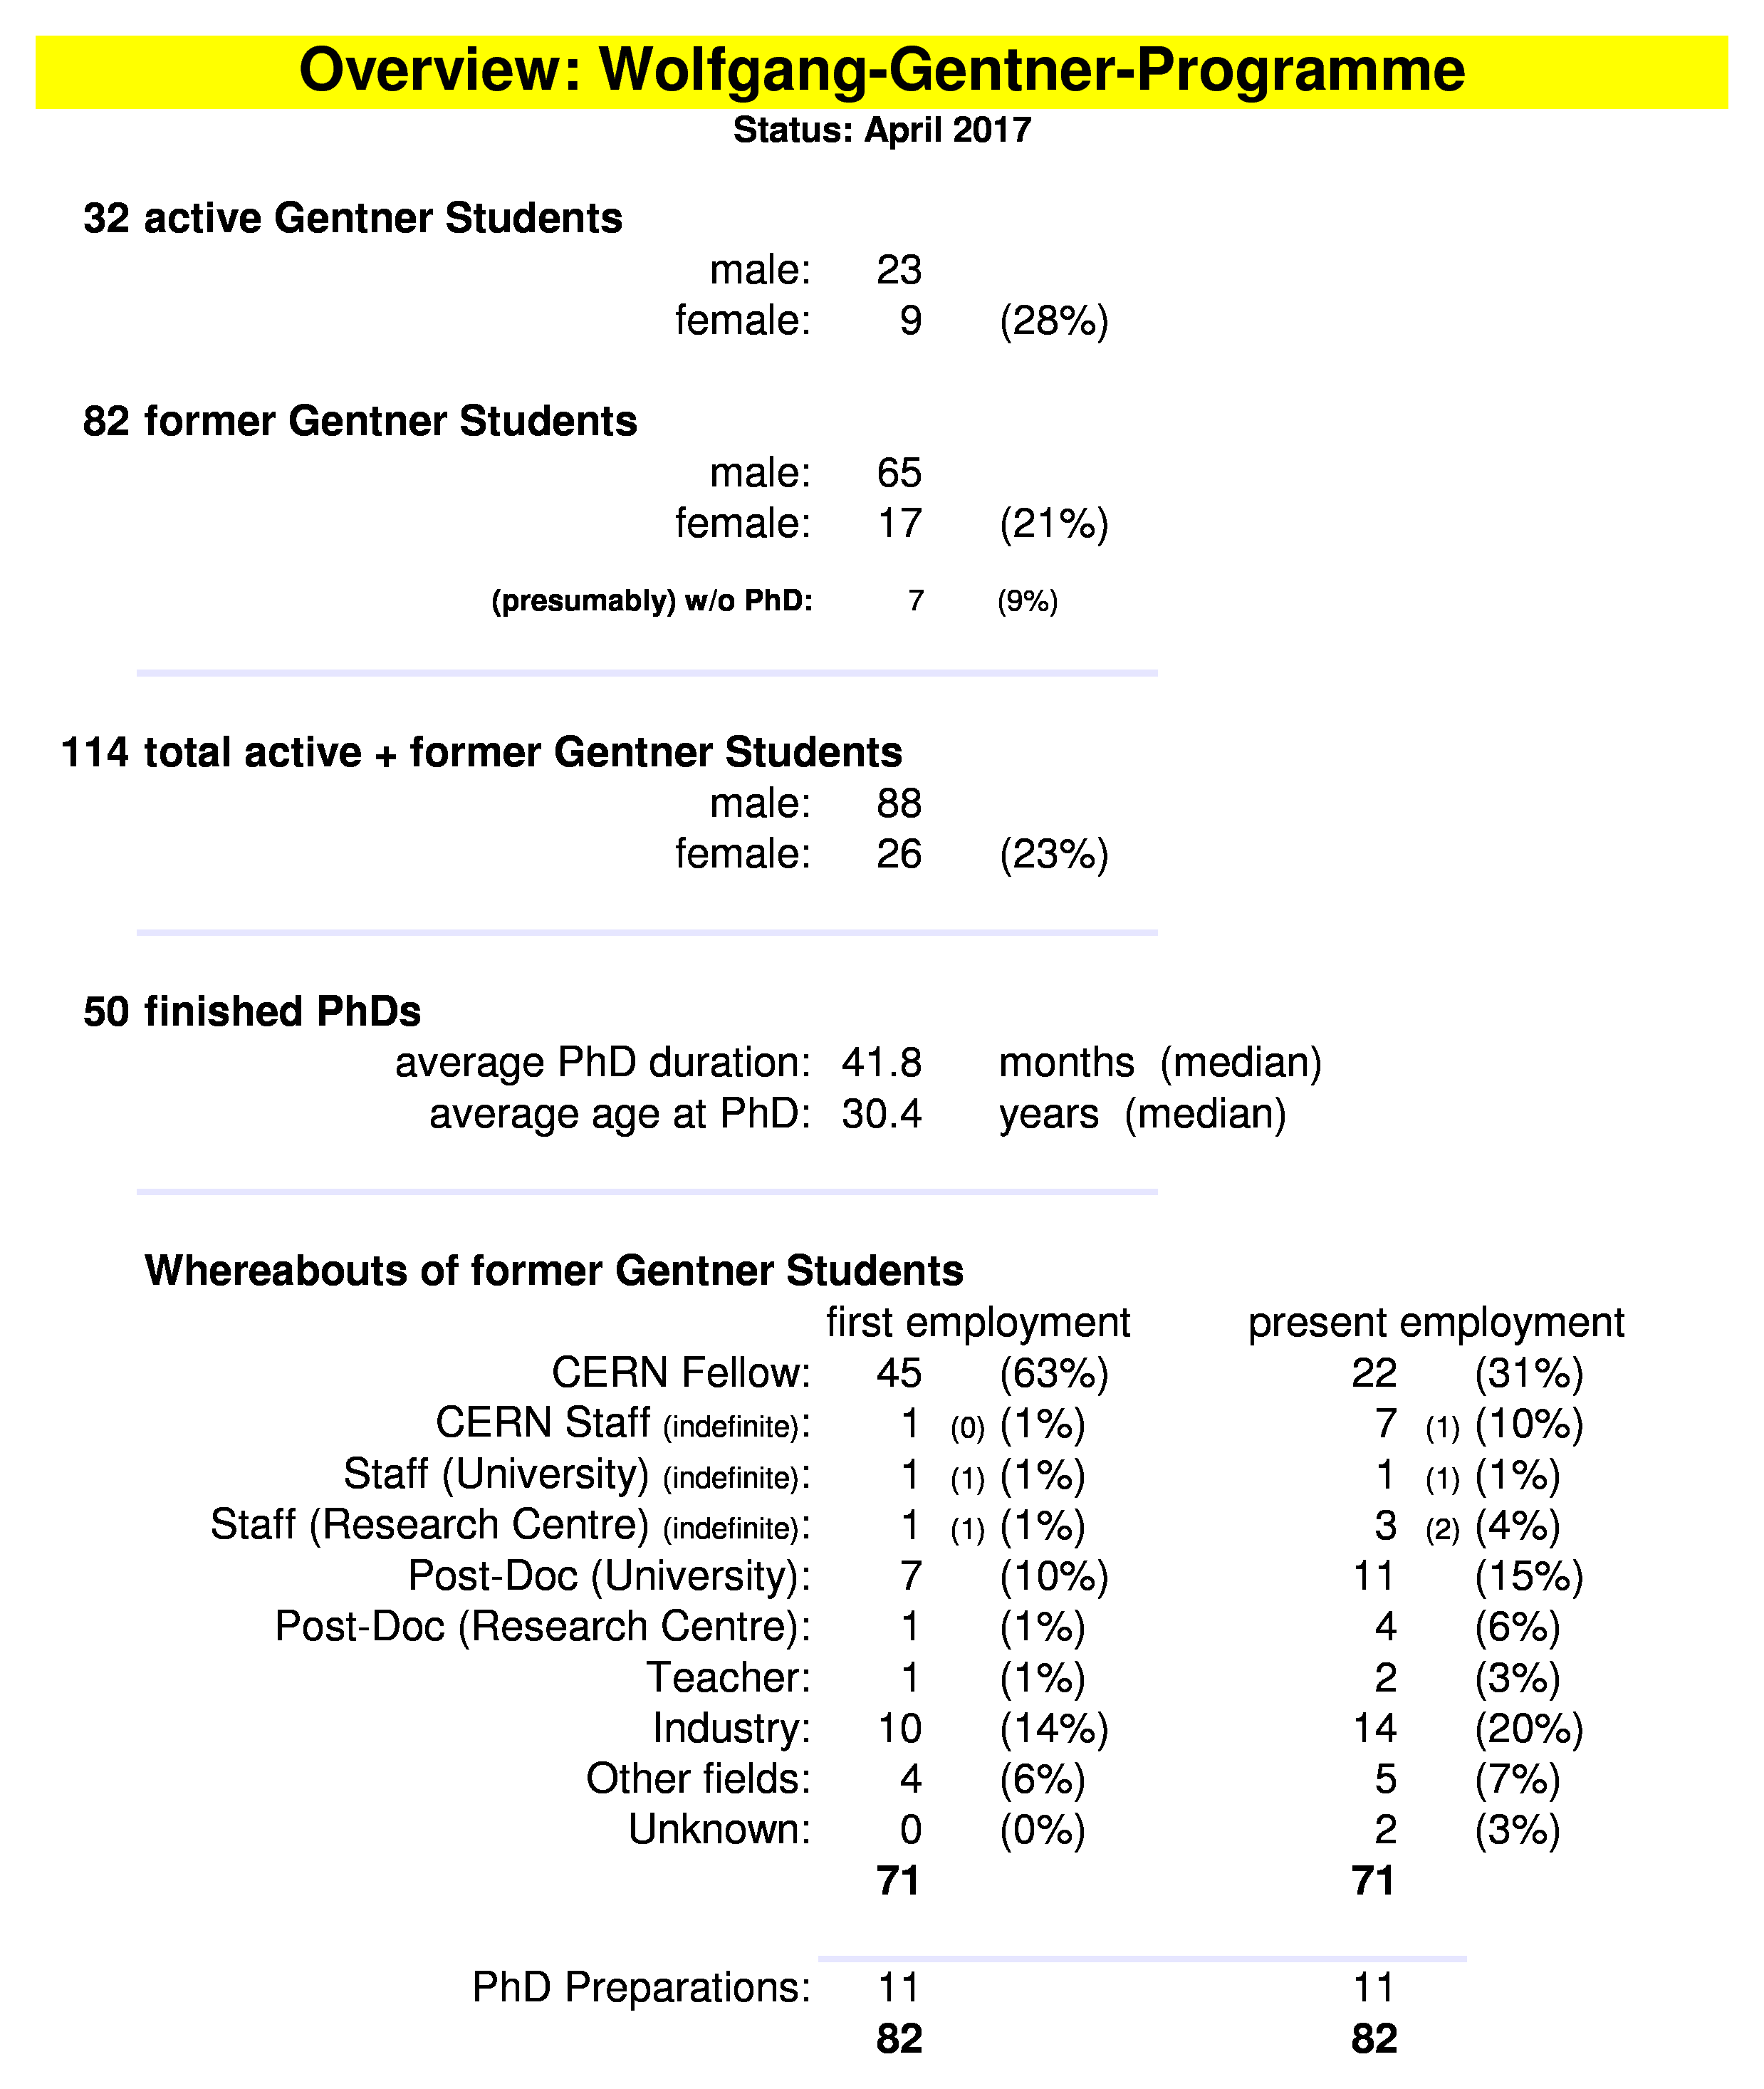 Overview: Wolfgang-Gentner-Programme
Status: April 2017
32 active Gentner Students
male: 23
female: 9 (28%)
82 former Gentner Students
male: 65
female: 17 (21%)
(presumably) w/o PhD: 7 (9%)
114 total active + former Gentner Students
male: 88
female: 26 (23%)
50 finished PhDs
average PhD duration: 41.8 months (median)
average age at PhD: 30.4 years (median)
Whereabouts of former Gentner Students
first employment present employment
CERN Fellow: 45 (63%) 22 (31%)
CERN Staff (indefinite): 1 (0) (1%) 7 (1) (10%)
Staff (University) (indefinite): 1 (1) (1%) 1 (1) (1%)
Staff (Research Centre) (indefinite): 1 (1) (1%) 3 (2) (4%)
Post-Doc (University): 7 (10%) 11 (15%)
Post-Doc (Research Centre): 1 (1%) 4 (6%)
Teacher: 1 (1%) 2 (3%)
Industry: 10 (14%) 14 (20%)
Other fields: 4 (6%) 5 (7%)
Unknown: 0 (0%) 2 (3%)
71 71
PhD Preparations: 11 11
82 82